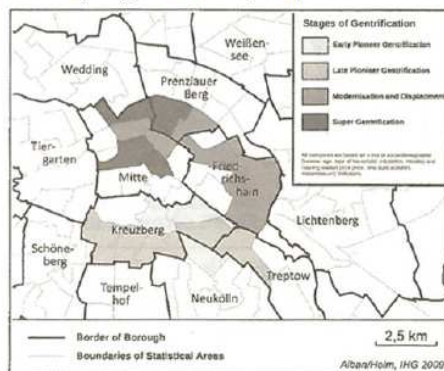 Stages of Gentrification
Early Pioneer Gentrification
Late Pioneer Gentrification
Modernisation and Displacement
Super Gentrification
Weißen-
see
Wedding
Prenzlauer
Berg
Tier-
garten
Mitte
Fried-
richs-
hain
Lichtenberg
Kreuzberg
Schöne-
berg
Tempel-
hof
Neukölln
Treptow
Border of Borough
Boundaries of Statistical Areas
2,5 km
Holm, IHG 2009